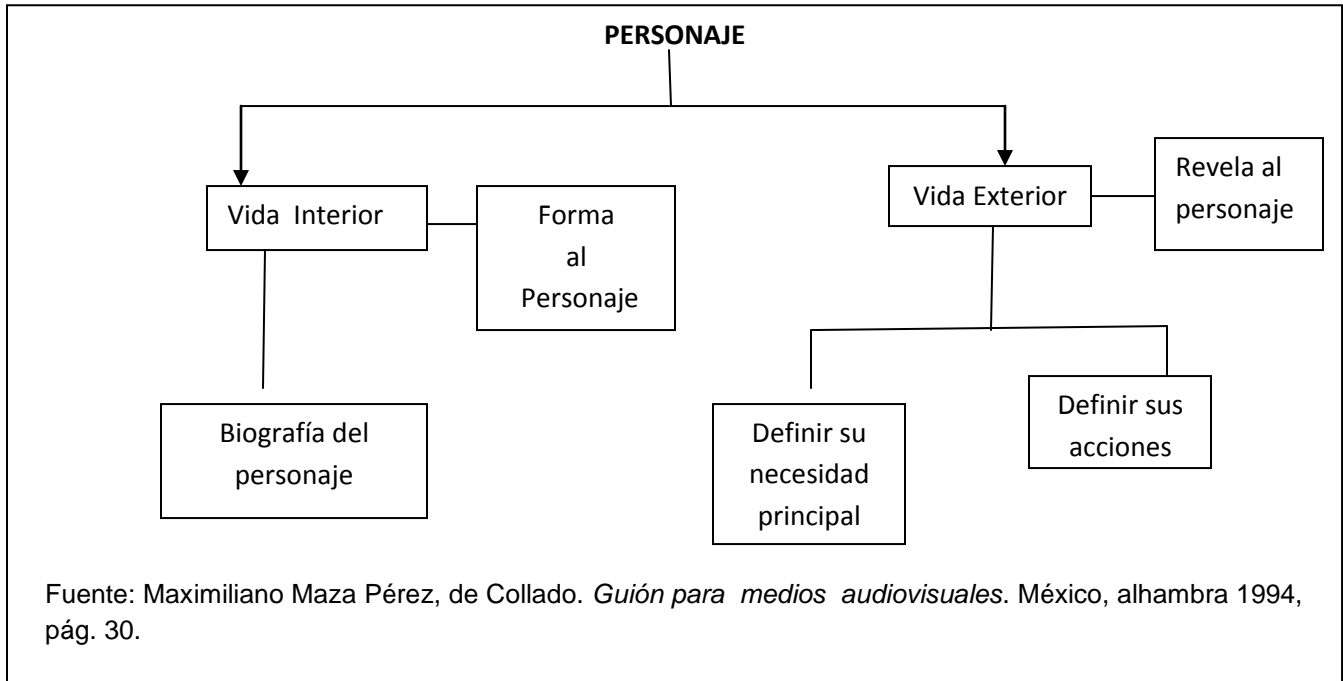 PERSONAJE
Vida Interior
Forma
al
Personaje
Vida Exterior
Revela al
personaje
Biografía del
personaje
Definir su
necesidad
principal
Definir sus
acciones
Fuente: Maximiliano Maza Pérez, de Collado. Guión para medios audiovisuales. México, alhambra 1994,
pág. 30.